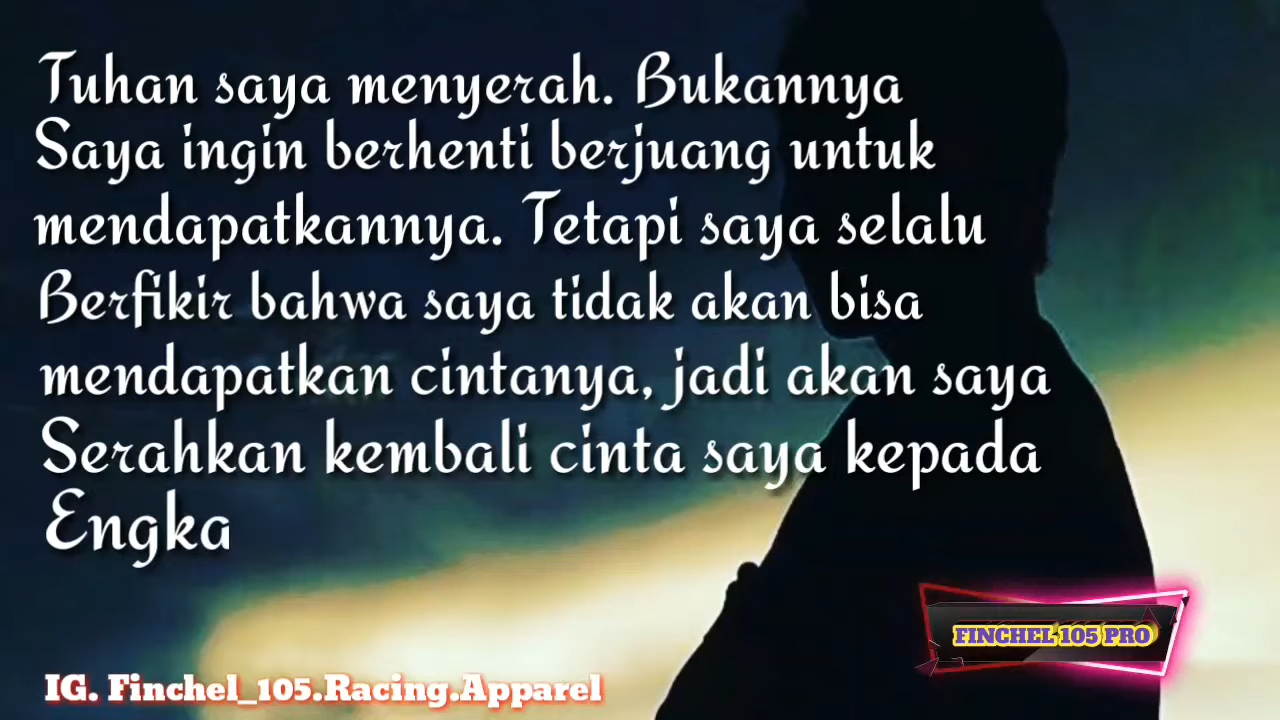 Tuhan saya menyerah. Bukannya
Saya ingin berhenti berjuang untuk
mendapatkannya. Tetapi saya selalu
Berfikir bahwa saya tidak akan bisa
mendapatkan cintanya, jadi akan saya
Serahkan kembali cinta saya kepada
Engka
FINCHEL 105 PRO
IG. Finchel_105.Racing.Apparel